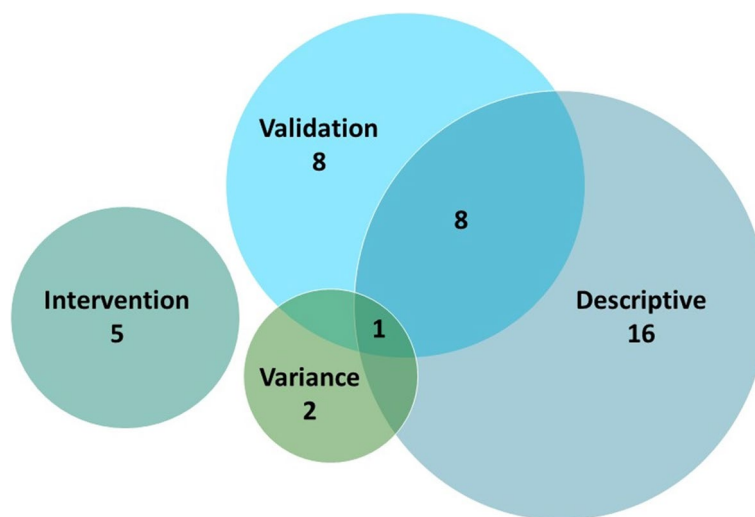 Validation
8
8
Intervention
5
Descriptive
16
1
Variance
2